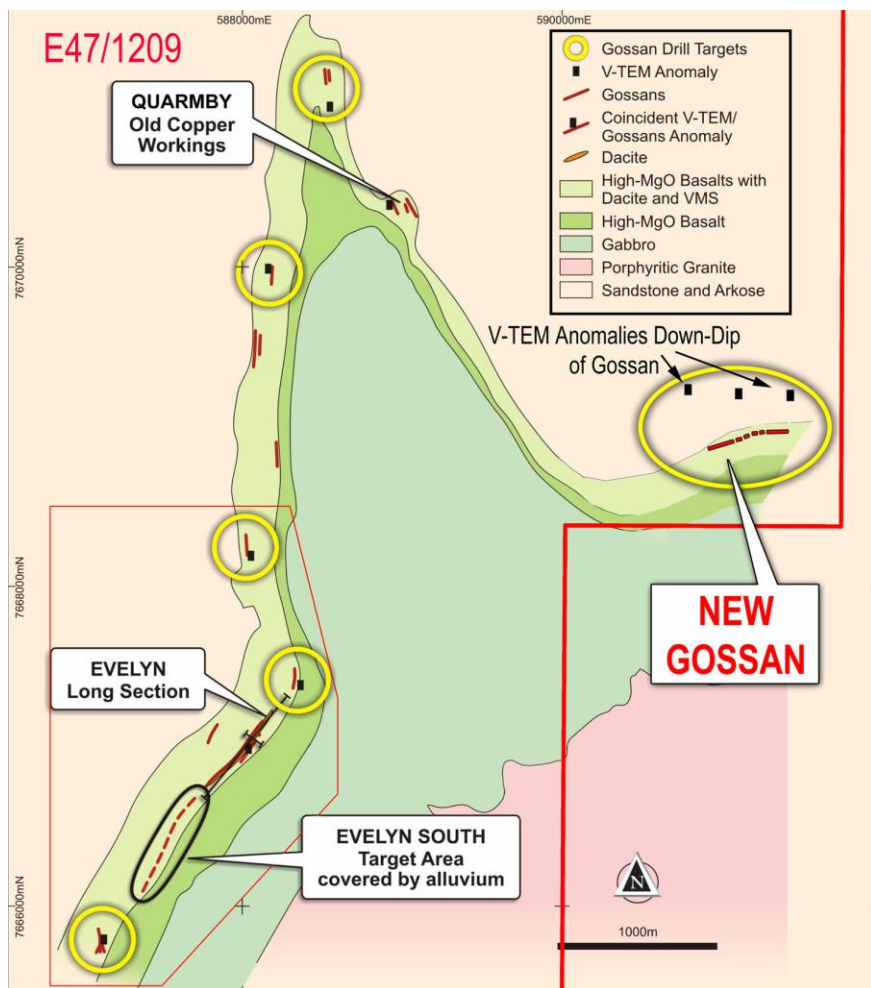 588000mE
590000mE
E47/1209
QUARMBY
Old Copper
Workings
Gossan Drill Targets
V-TEM Anomaly
Gossans
Coincident V-TEM/
Gossans Anomaly
Dacite
High-MgO Basalts with
Dacite and VMS
High-MgO Basalt
Gabbro
Porphyritic Granite
Sandstone and Arkose
7670000mN
V-TEM Anomalies Down-Dip
of Gossan
7668000mN
NEW
GOSSAN
EVELYN
Long Section
EVELYN SOUTH
Target Area
covered by alluvium
N
7666000mN
1000m